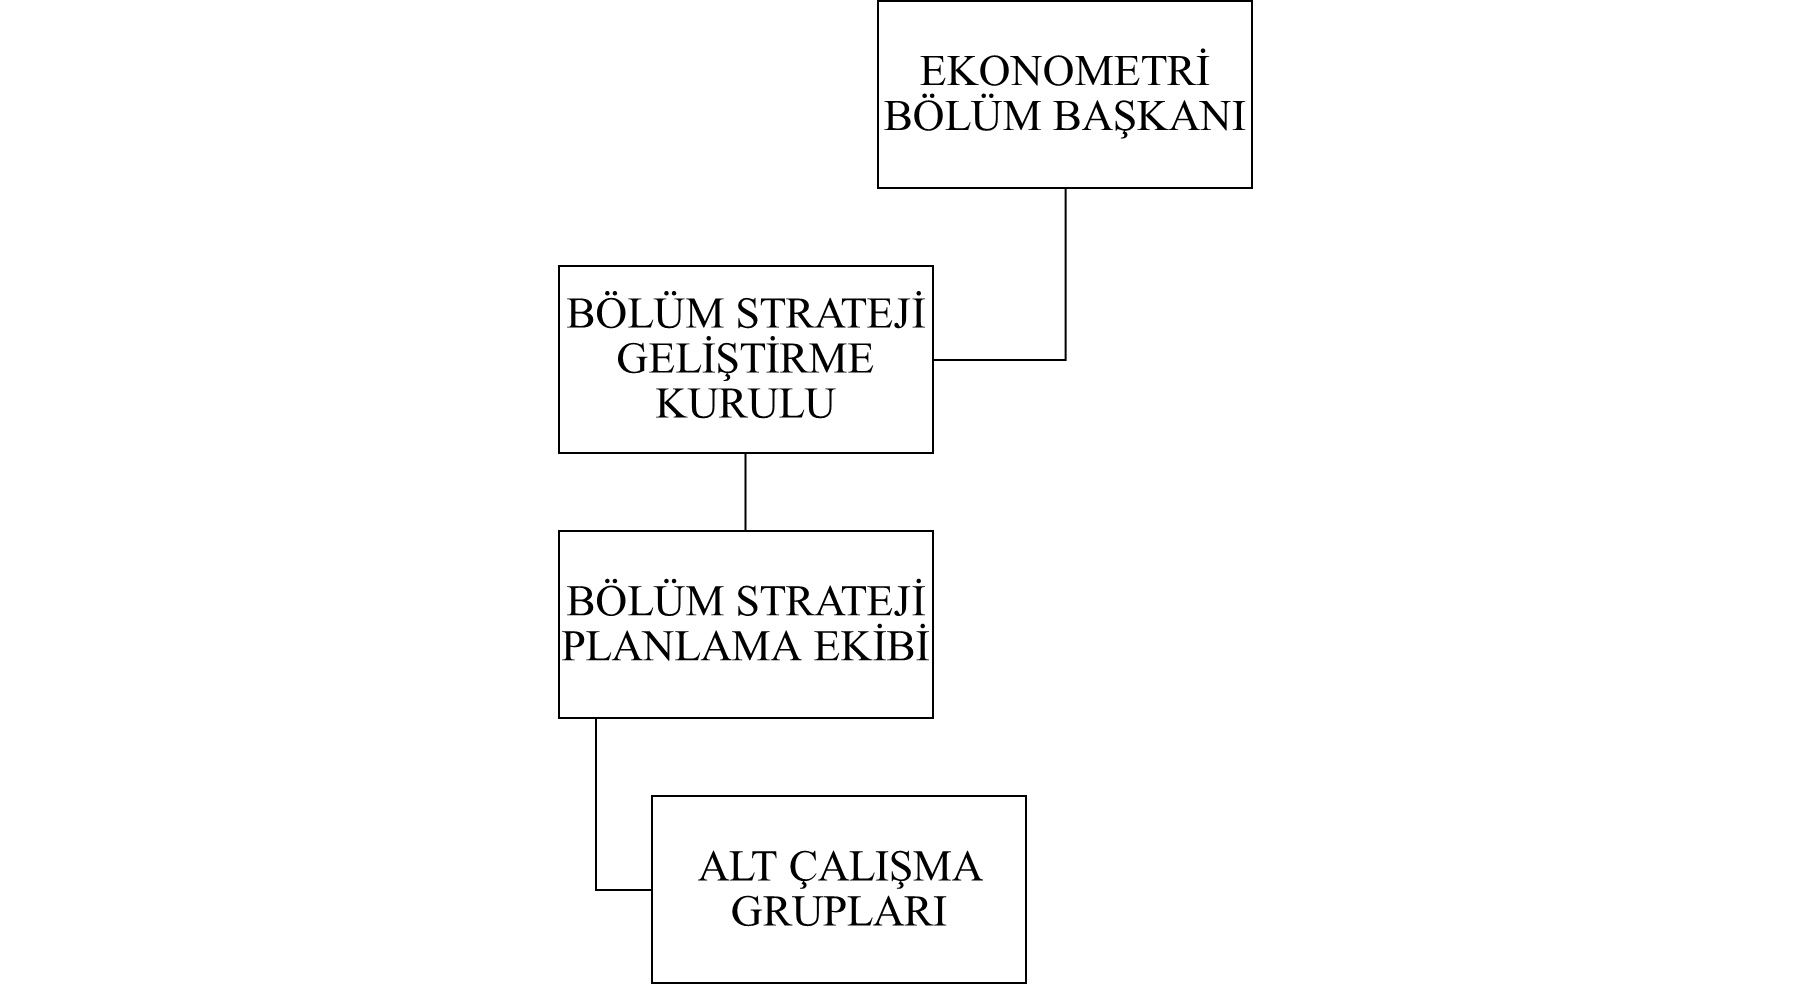 EKONOMETRİ
BÖLÜM BAŞKANI
BÖLÜM STRATEJİ
GELİŞTİRME
KURULU
BÖLÜM STRATEJİ
PLANLAMA EKİBİ
ALT ÇALIŞMA
GRUPLARI